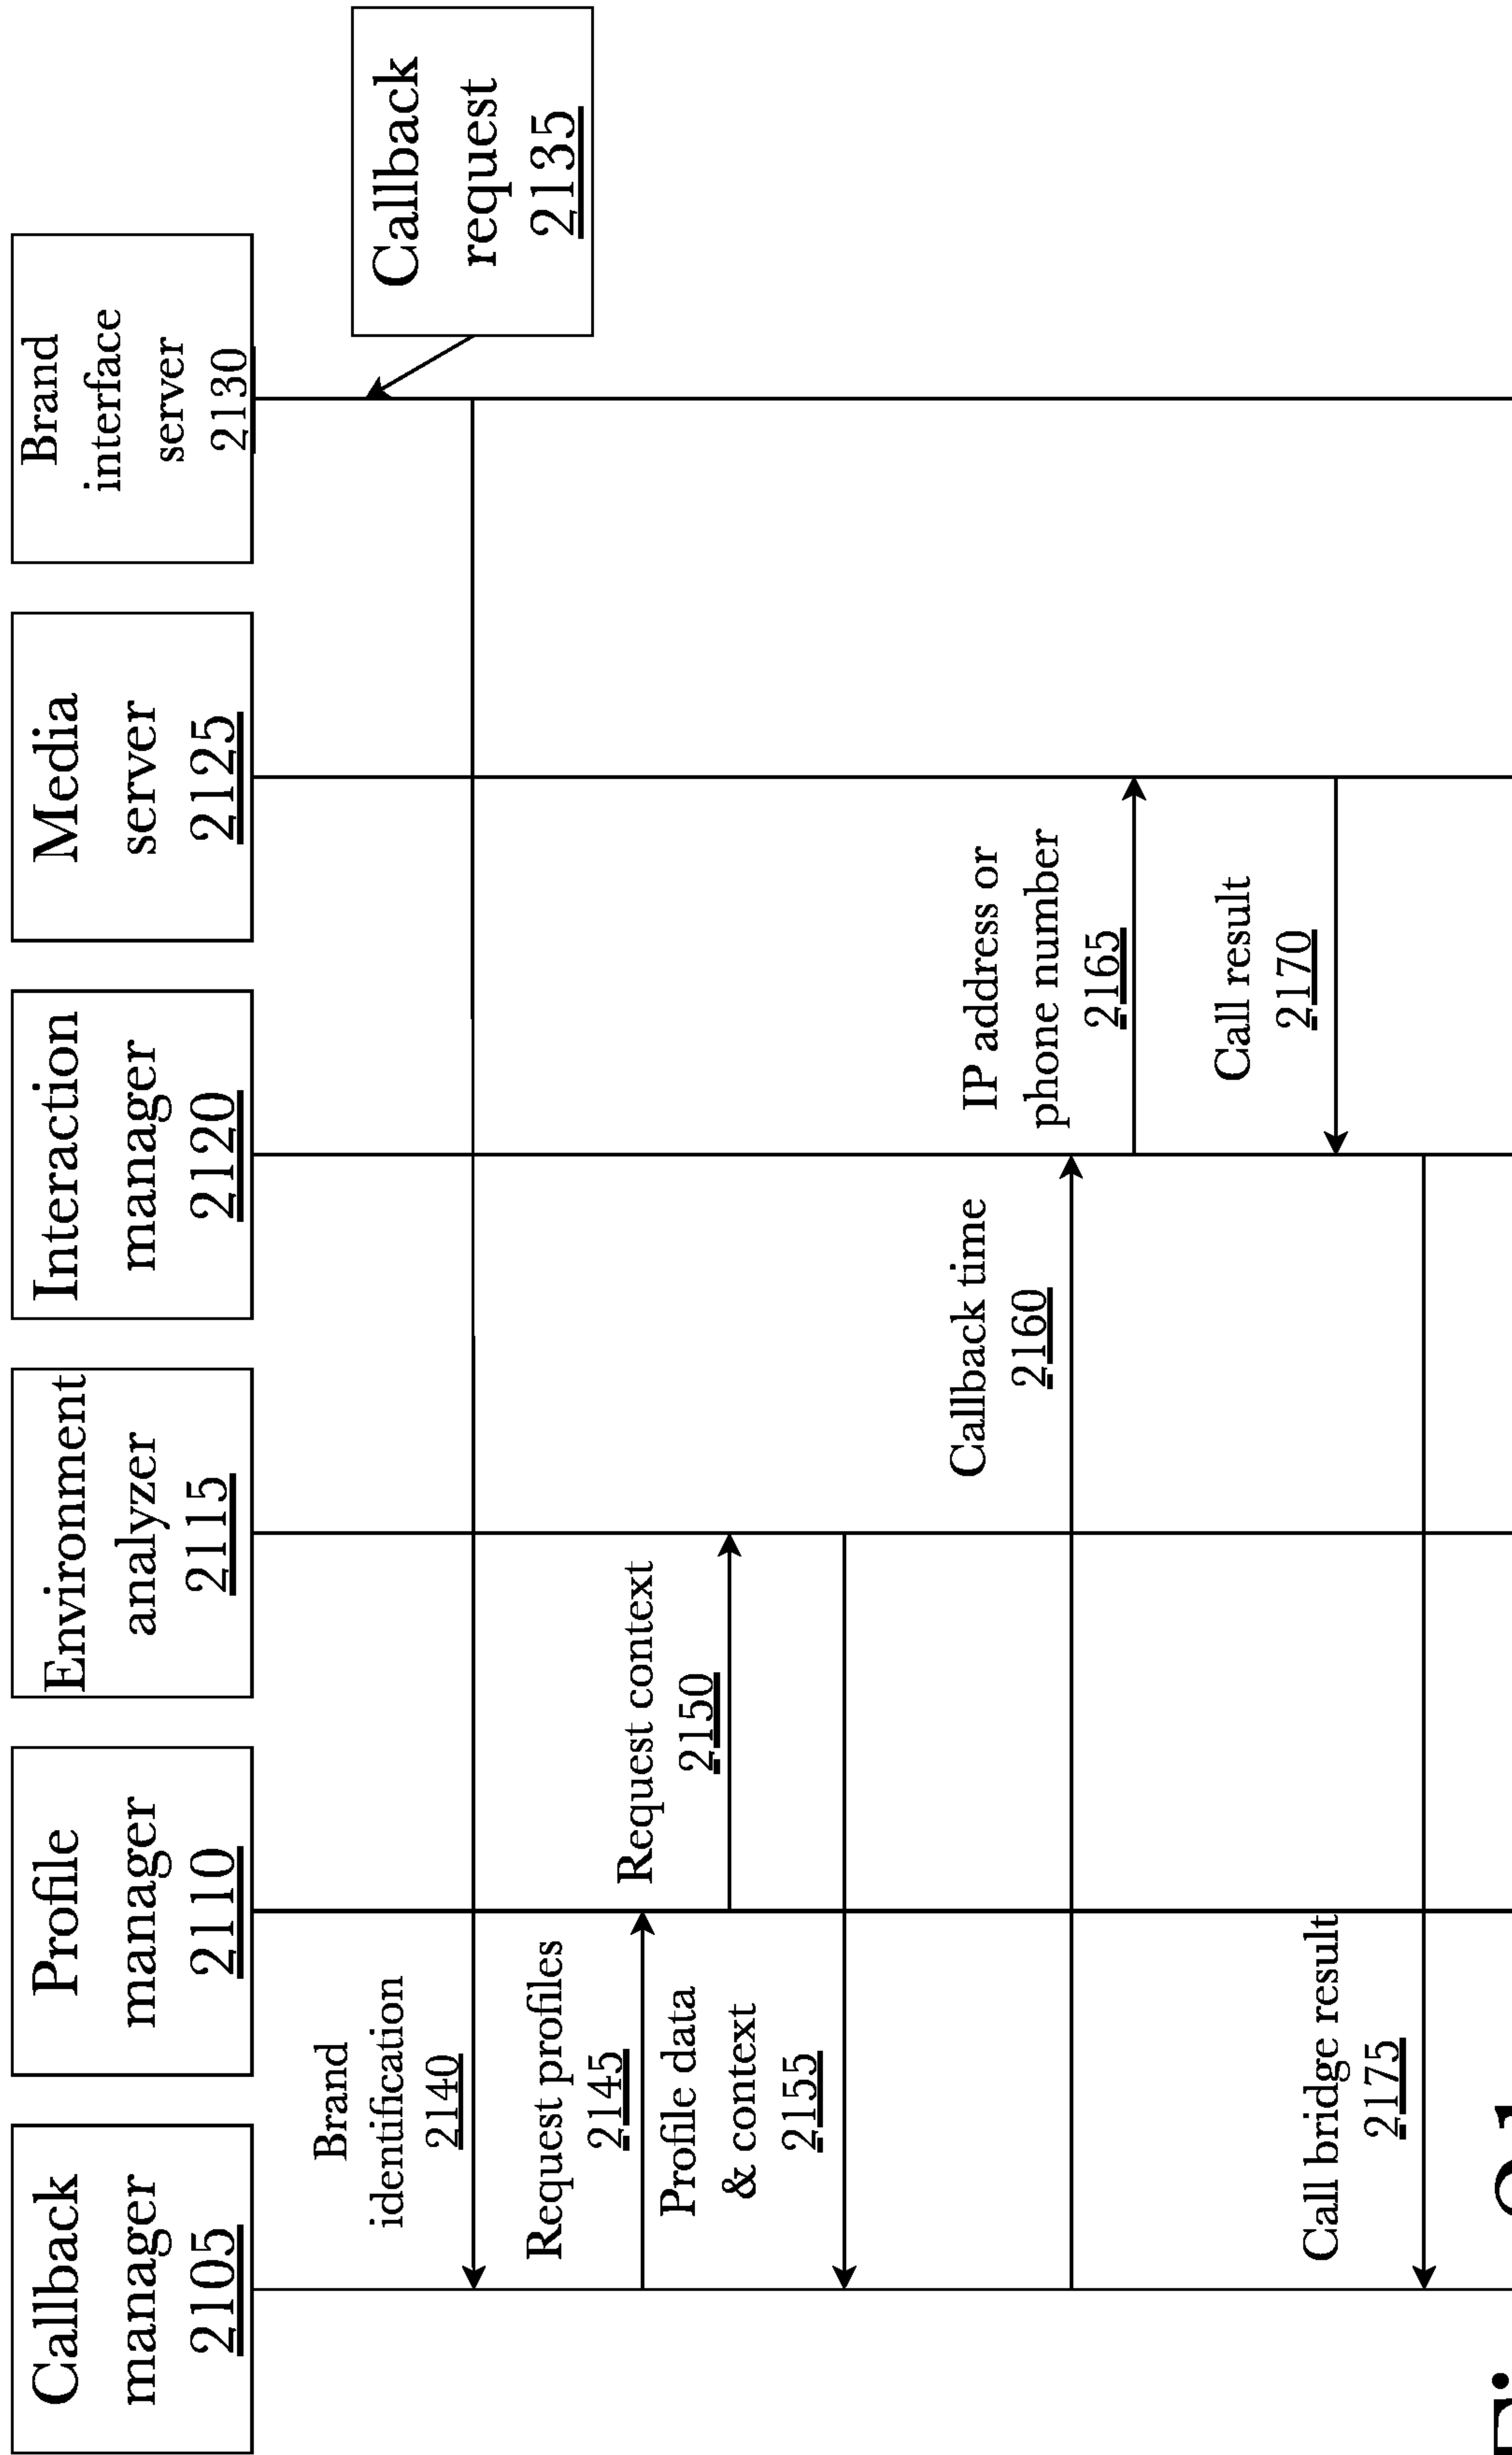 Callback
manager
2105
Profile
manager
2110
Environment
analyzer
2115
Interaction
manager
2120
Media
server
2125
Brand
interface
server
2130
Callback
request
2135
Brand
identification
2140
Request profiles
2145
Request context
2150
Profile data
& context
2155
Callback time
2160
IP address or
phone number
2165
Call result
2170
Call bridge result
2175